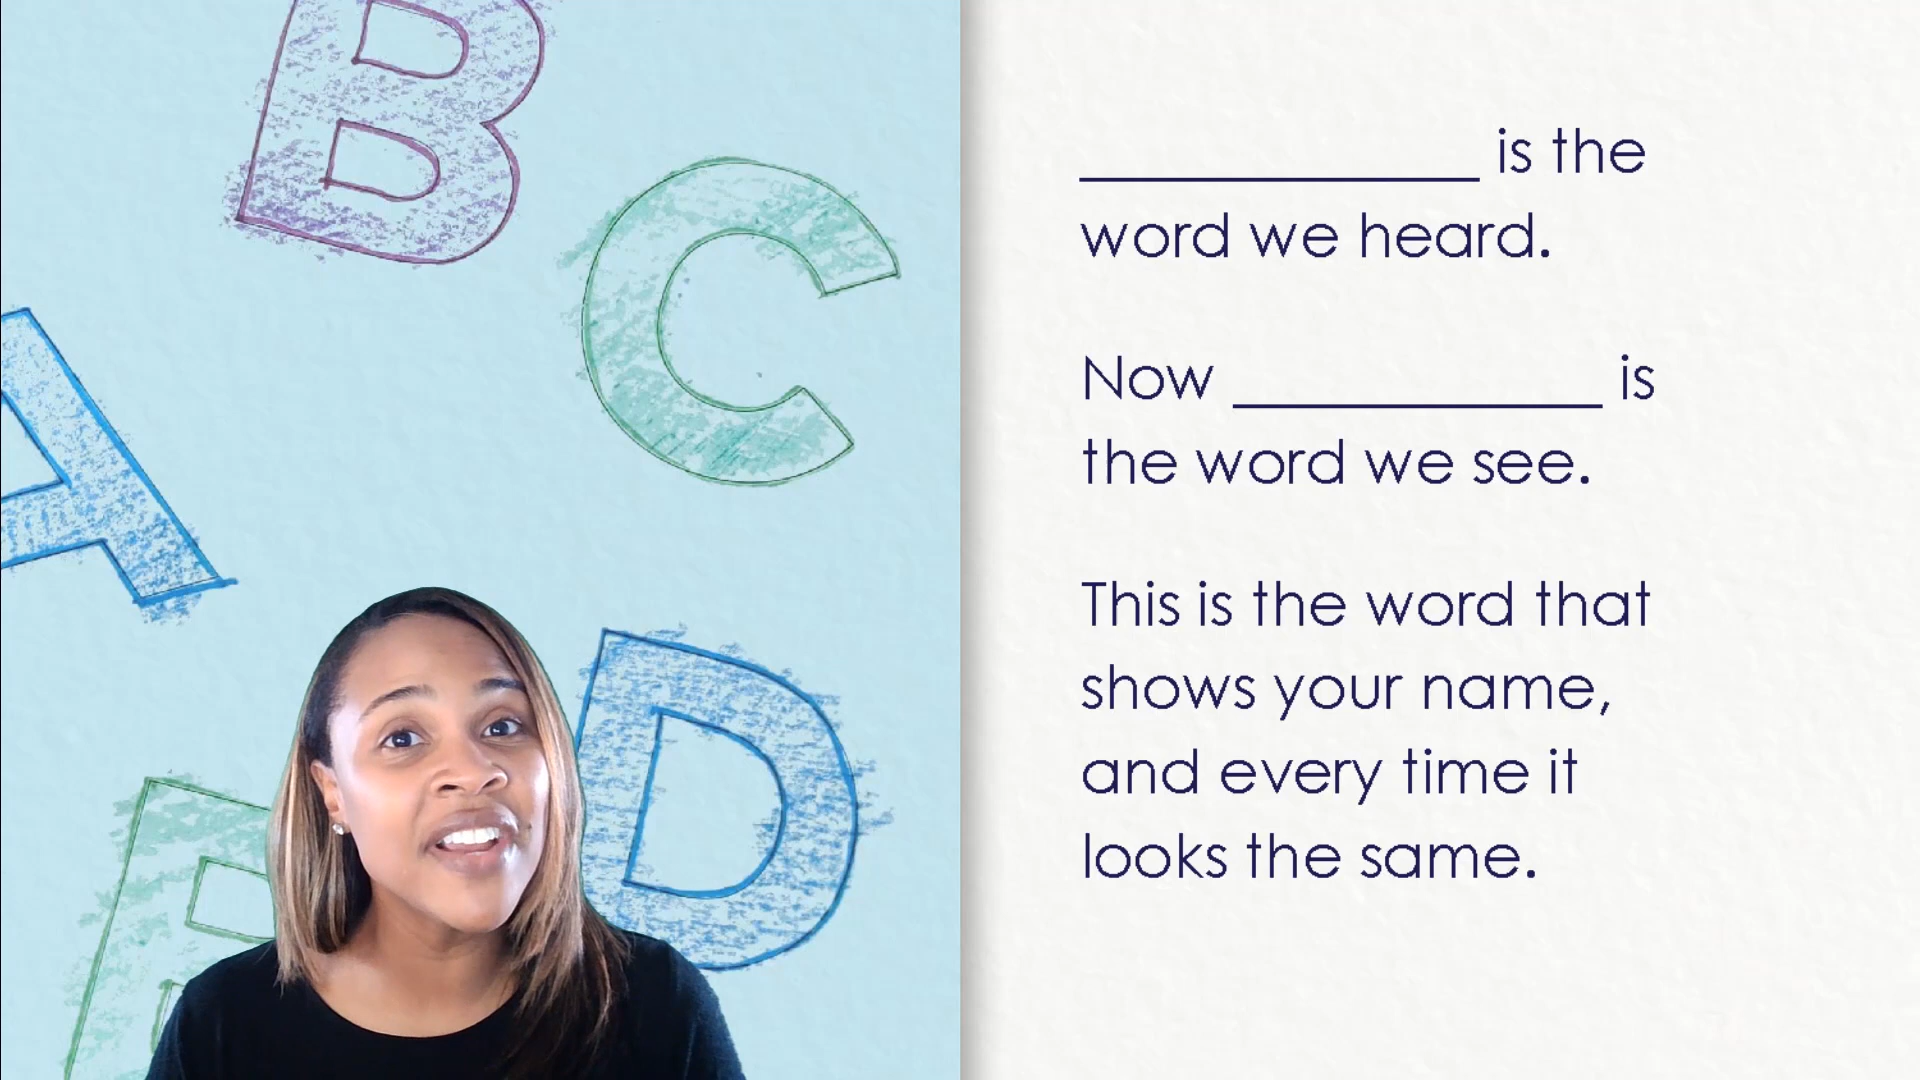 B
C
A
D
_____________ is the
word we heard.
Now ____________ is
the word we see.
This is the word that
shows your name,
and every time it
looks the same.